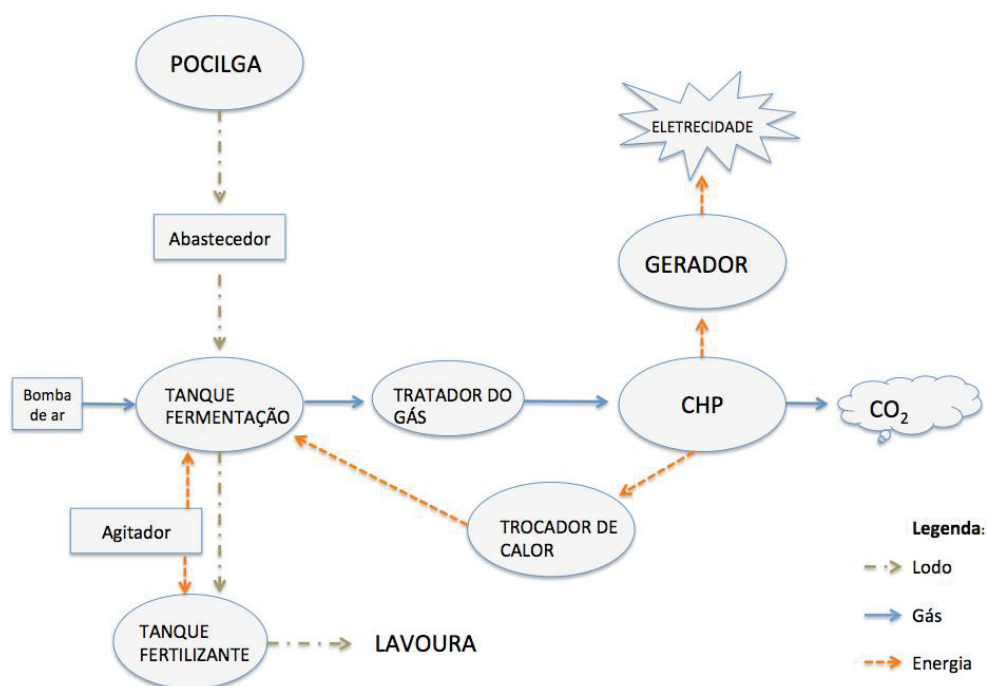 POCILGA
ELETRECIDADE
Abastecedor
GERADOR
Bomba
de ar
TANQUE
FERMENTAÇÃO
TRATADOR DO
GÁS
CHP
CO₂
Agitador
TROCADOR DE
CALOR
TANQUE
FERTILIZANTE
LAVOURA
Legenda:
Lodo
Gás
Energia